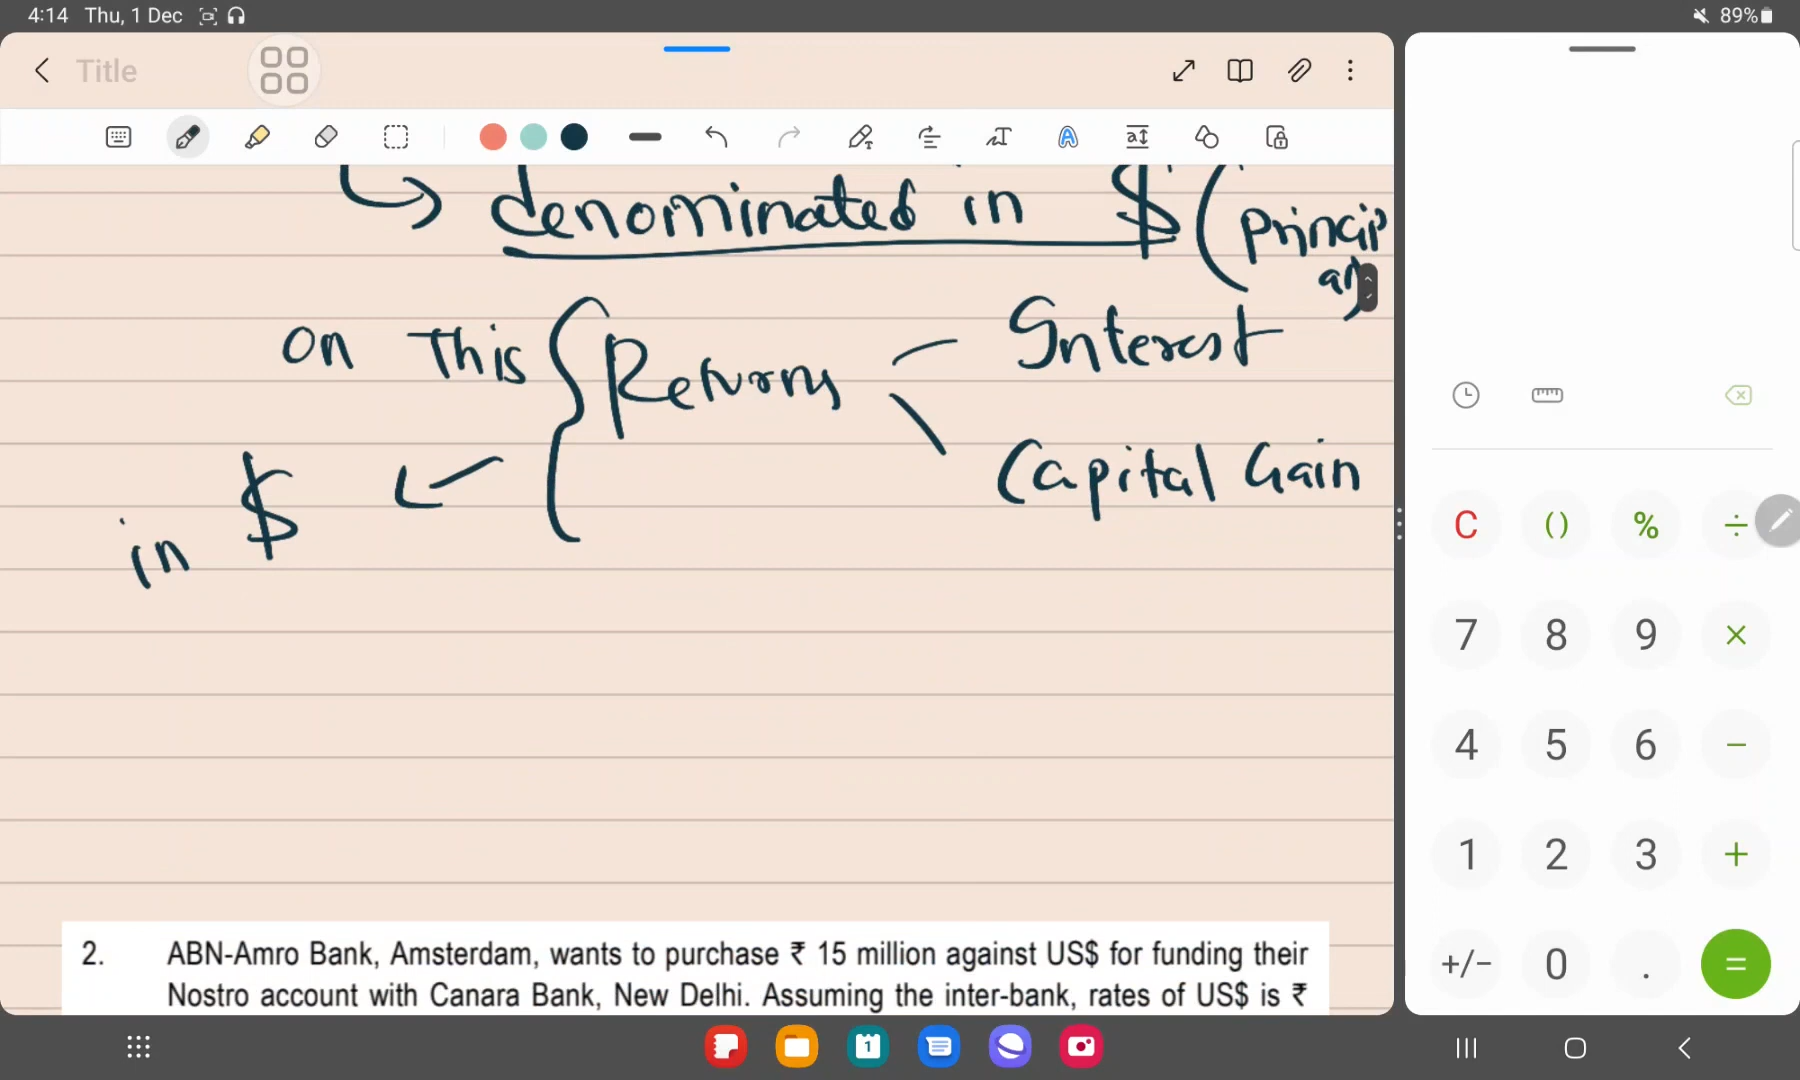 4:14 Thu, 1 Dec
89%
Title
denominated in $ (princip
on This { Returns
Interest
Capital Gain
in $
2. ABN-Amro Bank, Amsterdam, wants to purchase ₹ 15 million against US$ for funding their
Nostro account with Canara Bank, New Delhi. Assuming the inter-bank, rates of US$ is ₹
C () % ÷
7 8 9 ×
4 5 6 −
1 2 3 +
+/− 0 . =